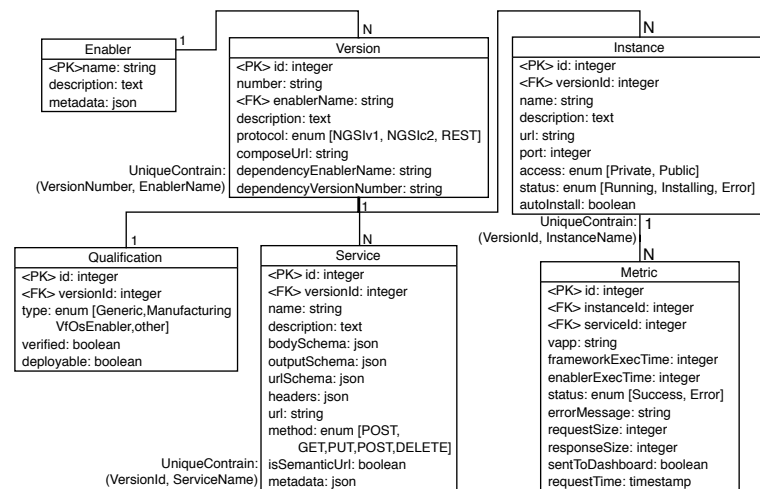 Enabler
<PK>name: string
description: text
metadata: json
1
N
Version
<PK> id: integer
number: string
<FK> enablerName: string
description: text
protocol: enum [NGSIv1, NGSIc2, REST]
composeUrl: string
dependencyEnablerName: string
dependencyVersionNumber: string
UniqueContrain:
(VersionNumber, EnablerName)
1
N
Instance
<PK> id: integer
<FK> versionId: integer
name: string
description: text
url: string
port: integer
access: enum [Private, Public]
status: enum [Running, Installing, Error]
autoInstall: boolean
UniqueContrain:
(VersionId, InstanceName)
1
N
1
Qualification
<PK> id: integer
<FK> versionId: integer
type: enum [Generic,Manufacturing
VfOsEnabler,other]
verified: boolean
deployable: boolean
N
Service
<PK> id: integer
<FK> versionId: integer
name: string
description: text
bodySchema: json
outputSchema: json
urlSchema: json
headers: json
url: string
method: enum [POST,
GET,PUT,POST,DELETE]
isSemanticUrl: boolean
metadata: json
UniqueContrain:
(VersionId, ServiceName)
Metric
<PK> id: integer
<FK> instanceId: integer
<FK> serviceId: integer
vapp: string
frameworkExecTime: integer
enablerExecTime: integer
status: enum [Success, Error]
errorMessage: string
requestSize: integer
responseSize: integer
sentToDashboard: boolean
requestTime: timestamp